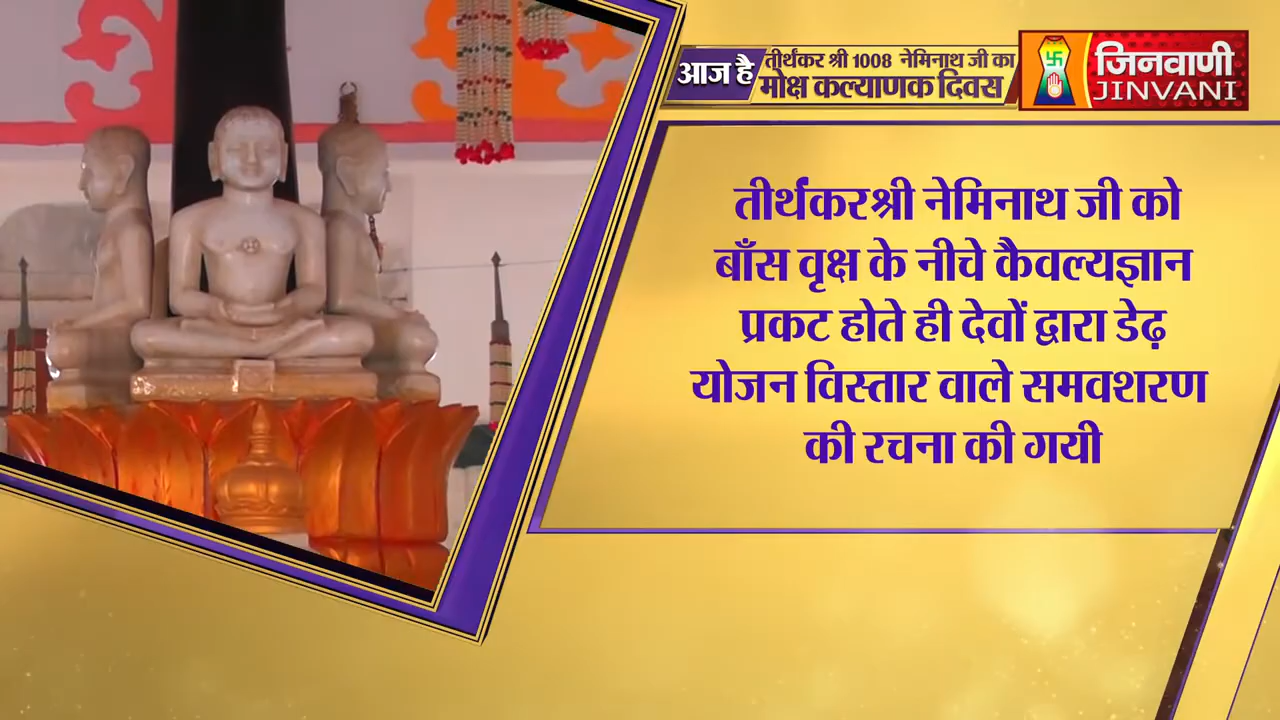 आज है
तीर्थंकर श्री 1008 नेमिनाथ जी का
मोक्ष कल्याणक दिवस
जिनवाणी
JINVANI
तीर्थंकरश्री नेमिनाथ जी को
बाँस वृक्ष के नीचे कैवल्यज्ञान
प्रकट होते ही देवों द्वारा डेढ़
योजन विस्तार वाले समवशरण
की रचना की गयी